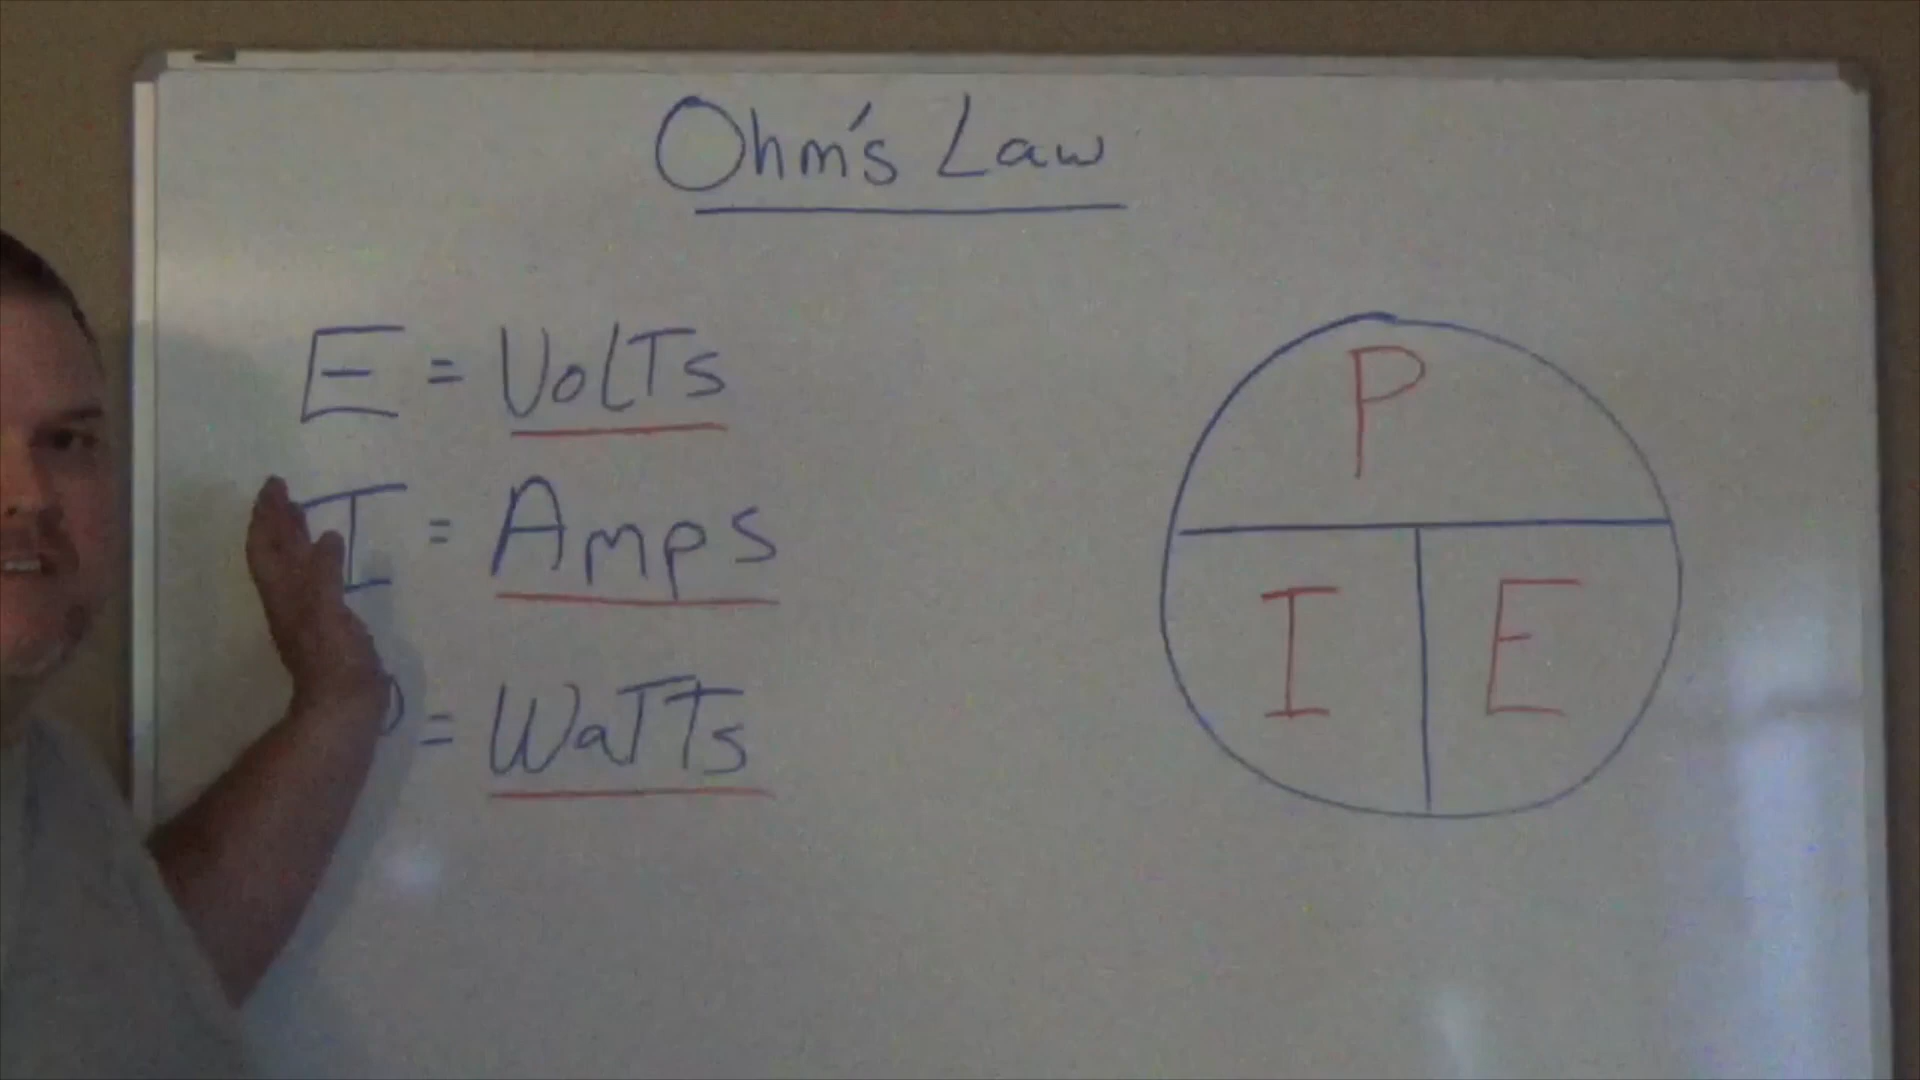 Ohm's Law
E = VolTs
I = Amps
P = WaTTs
P
I E